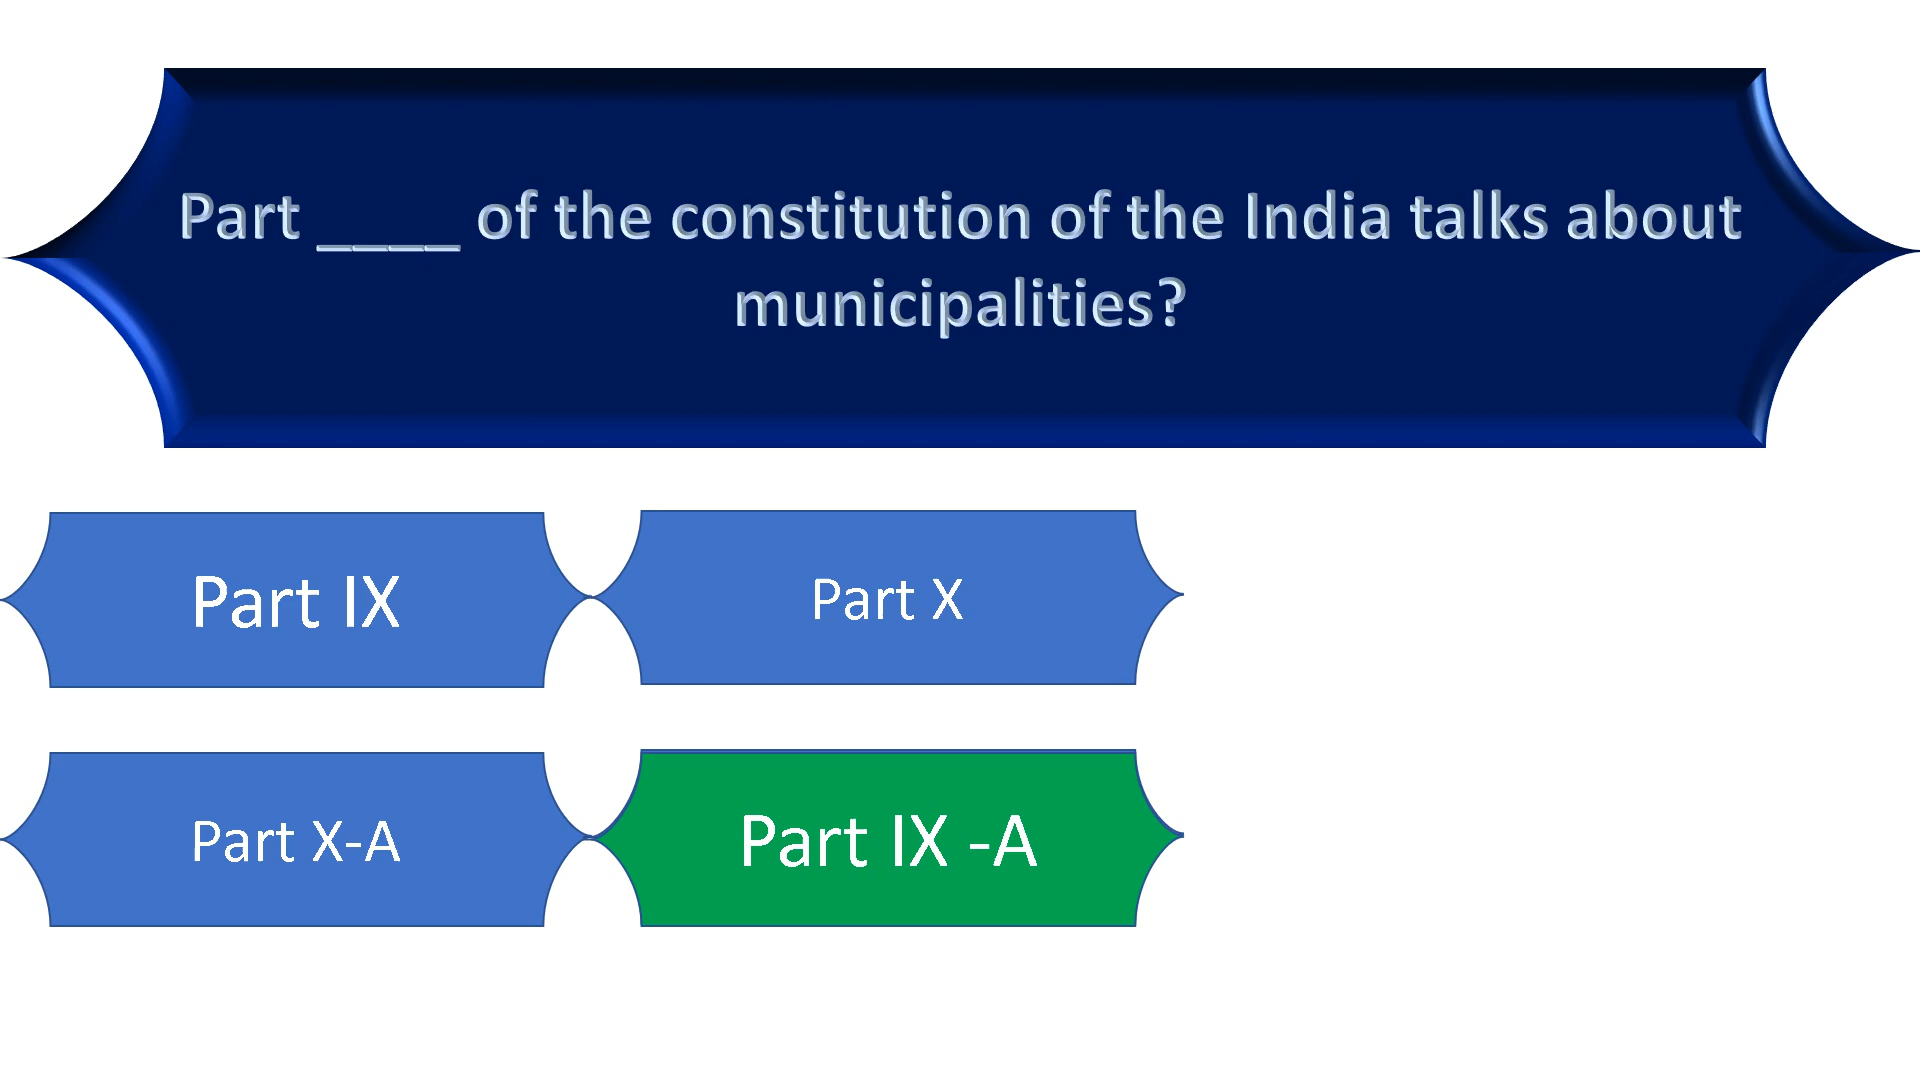 Part ____ of the constitution of the India talks about
municipalities?
Part IX
Part X
Part X-A
Part IX -A